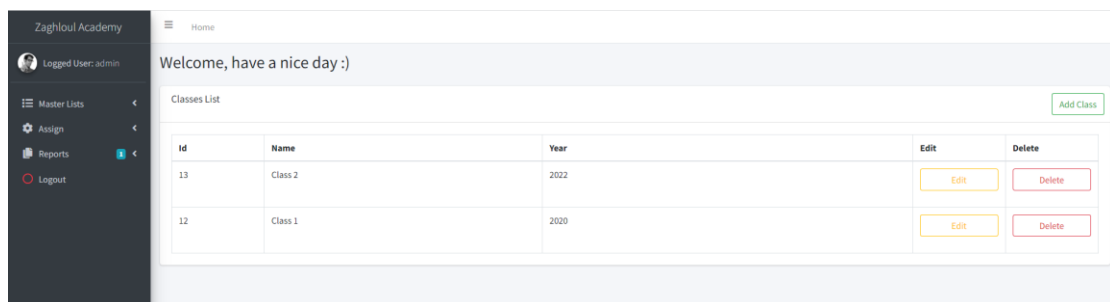 Zaghloul Academy
Home
Logged User: admin
Welcome, have a nice day :)
Master Lists
Assign
Reports
Logout
Classes List
Add Class
Id Name Year Edit Delete
13 Class 2 2022 Edit Delete
12 Class 1 2020 Edit Delete